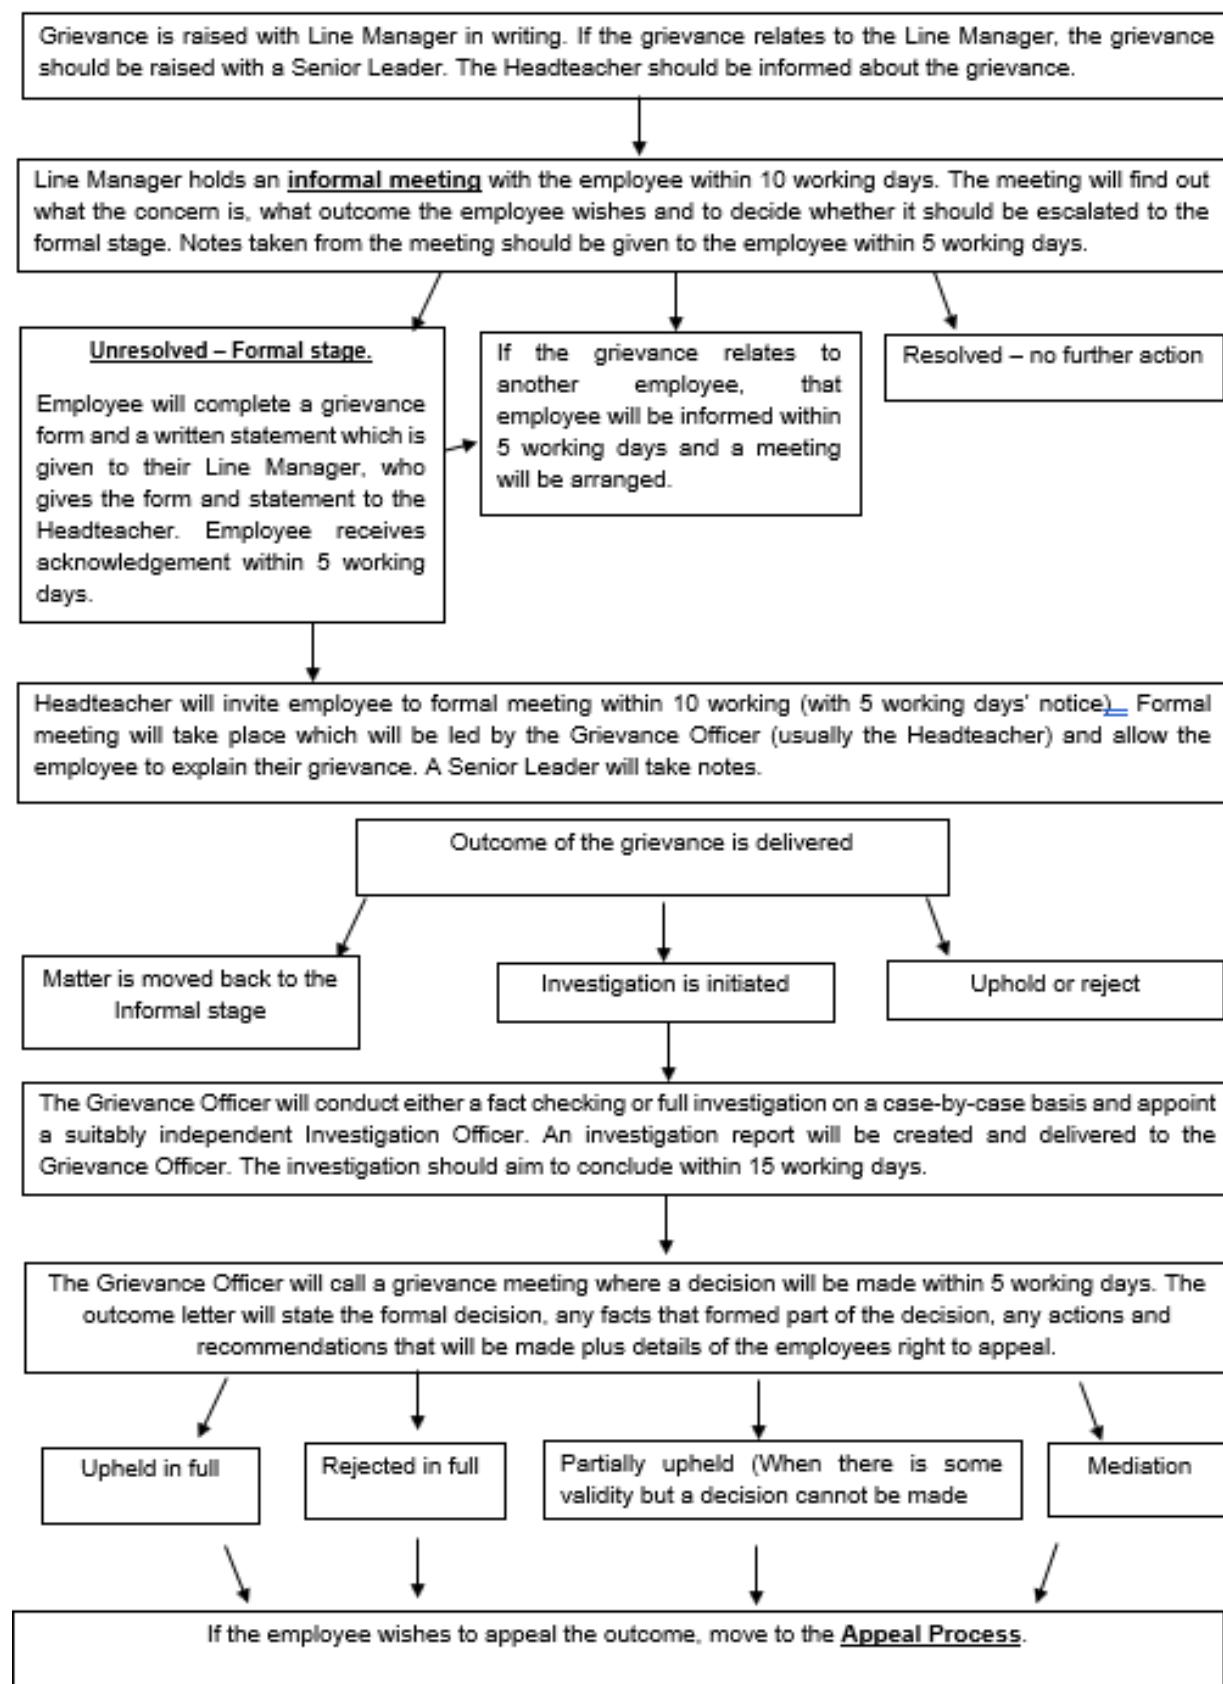 Grievance is raised with Line Manager in writing. If the grievance relates to the Line Manager, the grievance
should be raised with a Senior Leader. The Headteacher should be informed about the grievance.
Line Manager holds an informal meeting with the employee within 10 working days. The meeting will find out
what the concern is, what outcome the employee wishes and to decide whether it should be escalated to the
formal stage. Notes taken from the meeting should be given to the employee within 5 working days.
Unresolved – Formal stage.
Employee will complete a grievance
form and a written statement which is
given to their Line Manager, who
gives the form and statement to the
Headteacher. Employee receives
acknowledgement within 5 working
days.
If the grievance relates to
another employee, that
employee will be informed within
5 working days and a meeting
will be arranged.
Resolved – no further action
Headteacher will invite employee to formal meeting within 10 working (with 5 working days' notice). Formal
meeting will take place which will be led by the Grievance Officer (usually the Headteacher) and allow the
employee to explain their grievance. A Senior Leader will take notes.
Outcome of the grievance is delivered
Matter is moved back to the
Informal stage
Investigation is initiated
Uphold or reject
The Grievance Officer will conduct either a fact checking or full investigation on a case-by-case basis and appoint
a suitably independent Investigation Officer. An investigation report will be created and delivered to the
Grievance Officer. The investigation should aim to conclude within 15 working days.
The Grievance Officer will call a grievance meeting where a decision will be made within 5 working days. The
outcome letter will state the formal decision, any facts that formed part of the decision, any actions and
recommendations that will be made plus details of the employees right to appeal.
Upheld in full
Rejected in full
Partially upheld (When there is some
validity but a decision cannot be made
Mediation
If the employee wishes to appeal the outcome, move to the Appeal Process.